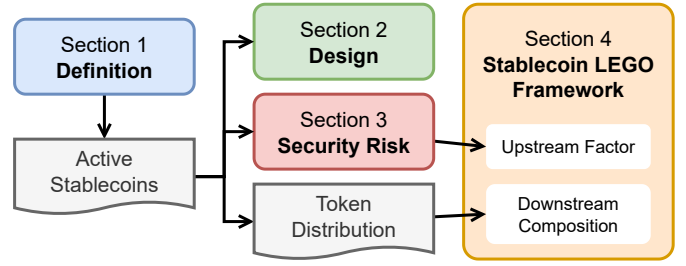 Section 1
Definition
Active
Stablecoins
Section 2
Design
Section 3
Security Risk
Token
Distribution
Section 4
Stablecoin LEGO
Framework
Upstream Factor
Downstream
Composition